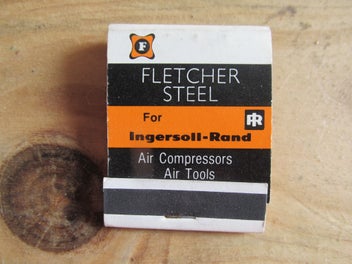 F
FLETCHER
STEEL
For
IR
Ingersoll-Rand
Air Compressors
Air Tools